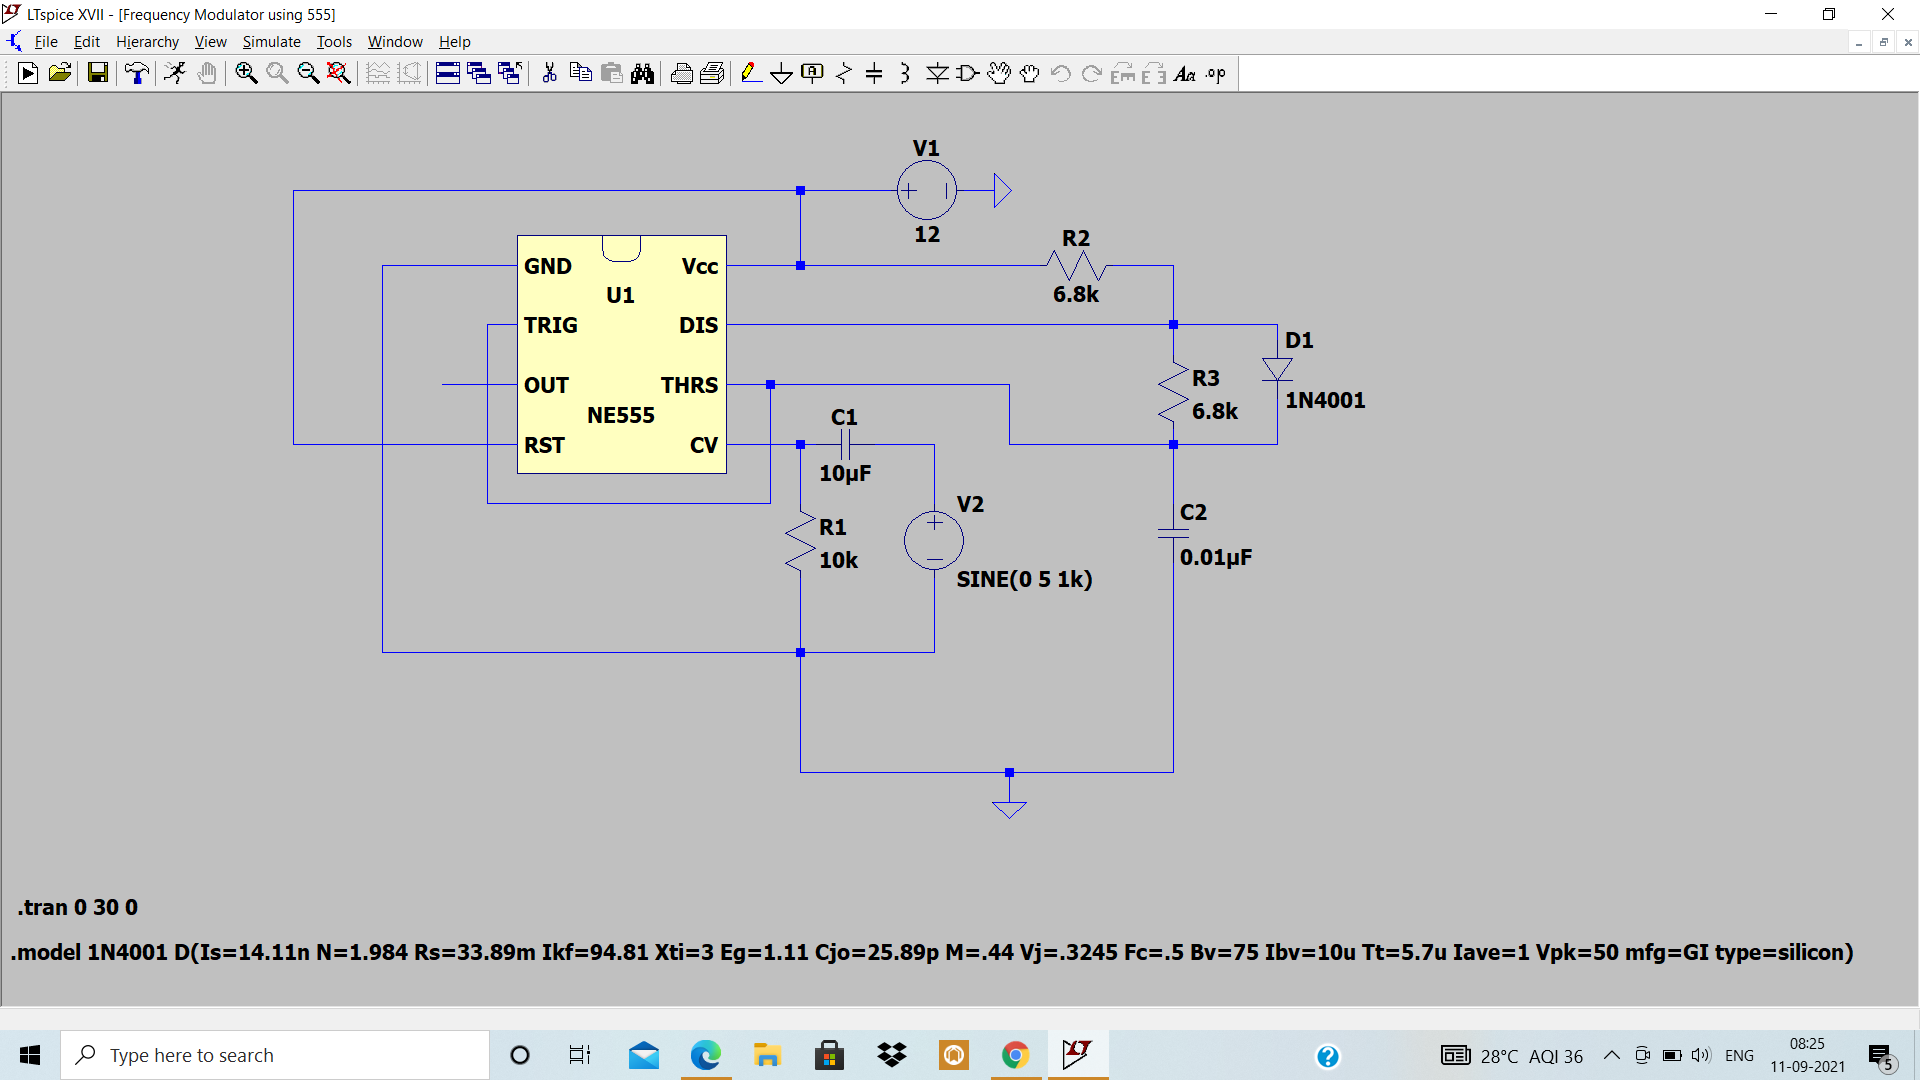 LTspice XVII - [Frequency Modulator using 555]
File Edit Hierarchy View Simulate Tools Window Help
.op
V1
12
R2
6.8k
GND Vcc
U1
TRIG DIS
OUT THRS
NE555
RST CV
D1
1N4001
R3
6.8k
C1
10µF
V2
SINE(0 5 1k)
R1
10k
C2
0.01µF
.tran 0 30 0
.model 1N4001 D(Is=14.11n N=1.984 Rs=33.89m Ikf=94.81 Xti=3 Eg=1.11 Cjo=25.89p M=.44 Vj=.3245 Fc=.5 Bv=75 Ibv=10u Tt=5.7u Iave=1 Vpk=50 mfg=GI type=silicon)
Type here to search
28°C AQI 36
ENG
08:25
11-09-2021
5